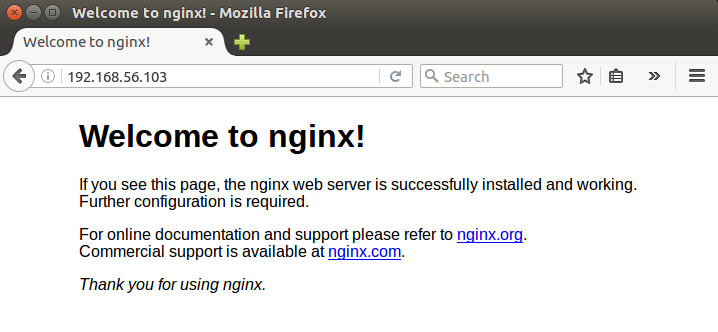 Welcome to nginx! - Mozilla Firefox
Welcome to nginx!
192.168.56.103
Search
Welcome to nginx!
If you see this page, the nginx web server is successfully installed and working.
Further configuration is required.
For online documentation and support please refer to nginx.org.
Commercial support is available at nginx.com.
Thank you for using nginx.